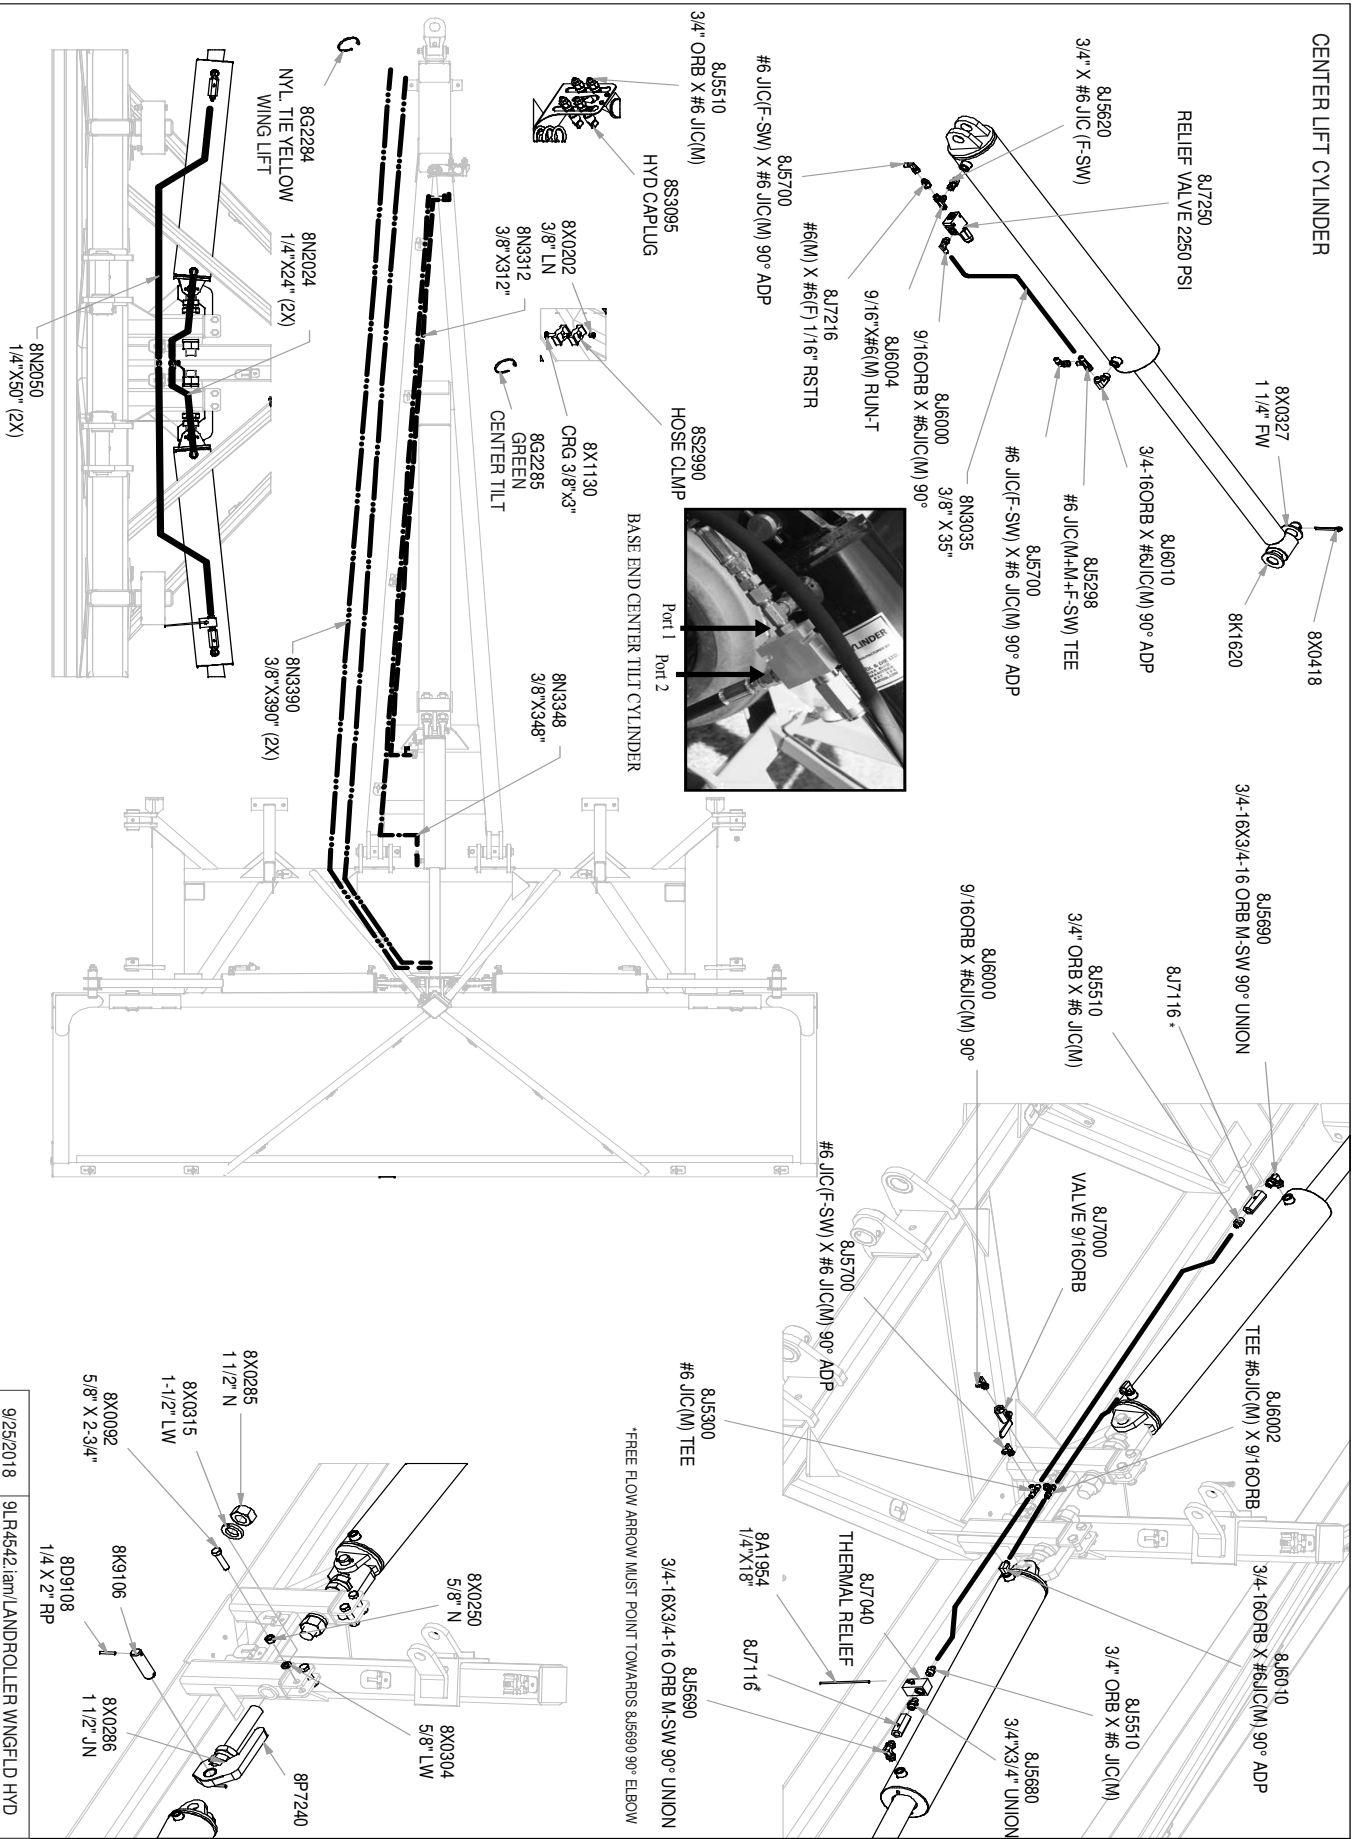 CENTER LIFT CYLINDER
8J7250
RELIEF VALVE 2250 PSI
8J5620
3/4" X #6 JIC (F-SW)
8X0327
1 1/4" FW
8X0418
8K1620
8J6010
3/4-16ORB X #6JIC(M) 90° ADP
8J5298
#6 JIC(M+M+F-SW) TEE
8J5700
#6 JIC(F-SW) X #6 JIC(M) 90° ADP
8N3035
3/8" X 35"
8J6000
9/16ORB X #6JIC(M) 90°
8J6004
9/16"X#6(M) RUN-T
8J7216
#6(M) X #6(F) 1/16" RSTR
8J5700
#6 JIC(F-SW) X #6 JIC(M) 90° ADP
8J5510
3/4" ORB X #6 JIC(M)
8S3095
HYD CAPLUG
8S2990
HOSE CLMP
8X0202
3/8" LN
8X1130
CRG 3/8"x3"
8N3312
3/8"X312"
8G2285
GREEN
CENTER TILT
LINDER
Port 1
Port 2
BASE END CENTER TILT CYLINDER
8N3348
3/8"X348"
8G2284
NYL. TIE YELLOW
WING LIFT
8N2024
1/4"X24" (2X)
8N2050
1/4"X50" (2X)
8N3390
3/8"X390" (2X)
8J5690
3/4-16X3/4-16 ORB M-SW 90° UNION
8J7116 *
8J5510
3/4" ORB X #6 JIC(M)
8J6000
9/16ORB X #6JIC(M) 90°
8J7000
VALVE 9/16ORB
8J5700
#6 JIC(F-SW) X #6 JIC(M) 90° ADP
8J6002
TEE #6JIC(M) X 9/16ORB
8J6010
3/4-16ORB X #6JIC(M) 90° ADP
8J5510
3/4" ORB X #6 JIC(M)
8J5680
3/4"X3/4" UNION
8J5300
#6 JIC(M) TEE
8J7040
THERMAL RELIEF
8A1954
1/4"X18"
8J7116*
8J5690
3/4-16X3/4-16 ORB M-SW 90° UNION
*FREE FLOW ARROW MUST POINT TOWARDS 8J5690 90° ELBOW
8X0285
1 1/2" N
8X0315
1-1/2" LW
8X0092
5/8" X 2-3/4"
8X0250
5/8" N
8X0304
5/8" LW
8K9106
8D9108
1/4 X 2" RP
8X0286
1 1/2" JN
8P7240
9/25/2018
9LR4542.iam/LANDROLLER WNGFLD HYD